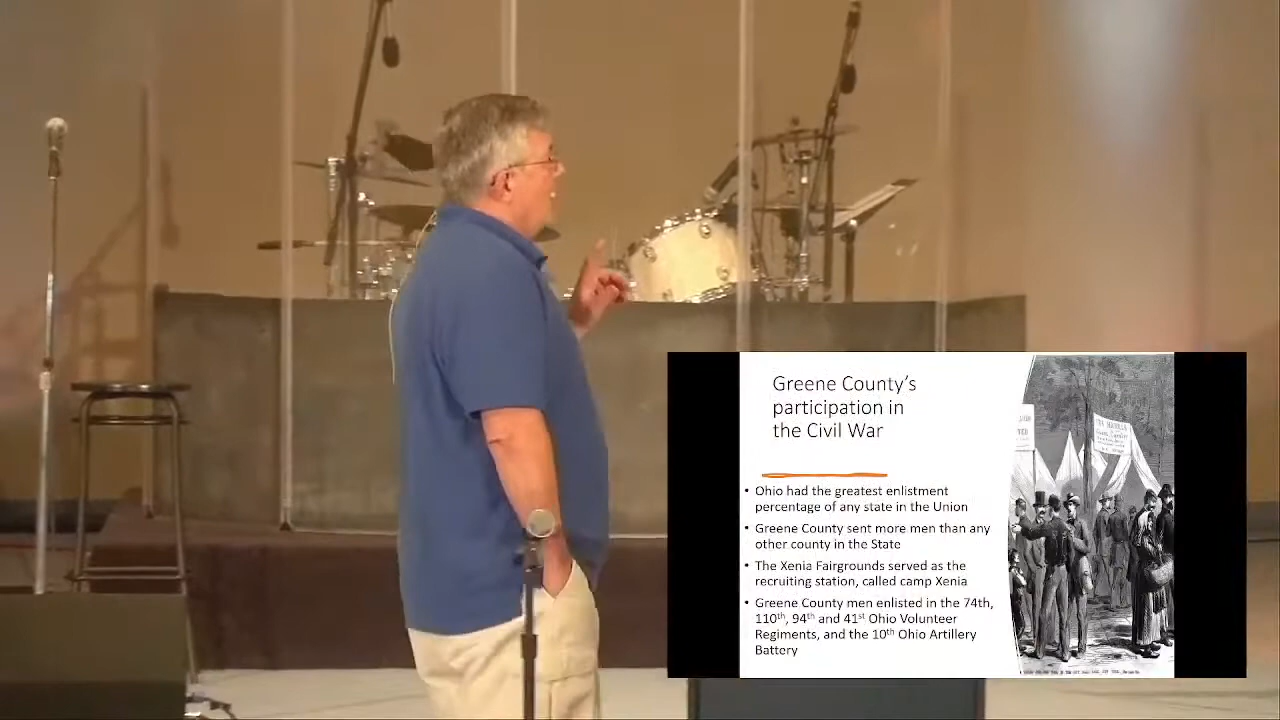 Greene County's
participation in
the Civil War
• Ohio had the greatest enlistment
percentage of any state in the Union
• Greene County sent more men than any
other county in the State
• The Xenia Fairgrounds served as the
recruiting station, called camp Xenia
• Greene County men enlisted in the 74th,
110th, 94th and 41st Ohio Volunteer
Regiments, and the 10th Ohio Artillery
Battery